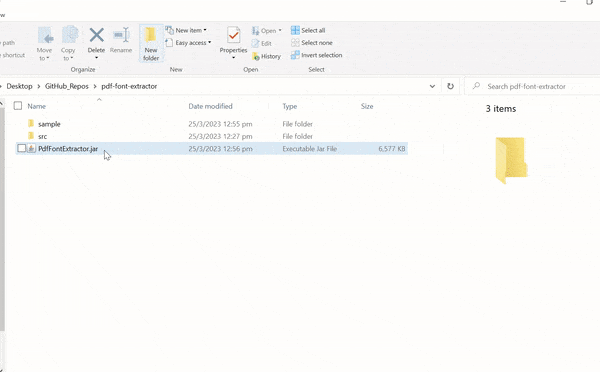 w
path
shortcut
Move to
Copy to
Delete
Rename
New folder
New item
Easy access
Properties
Open
Edit
History
Select all
Select none
Invert selection
Organize
New
Open
Select
Desktop > GitHub_Repos > pdf-font-extractor
Search pdf-font-extractor
Name Date modified Type Size
sample 25/3/2023 12:55 pm File folder
src 25/3/2023 12:27 pm File folder
PdfFontExtractor.jar 25/3/2023 12:56 pm Executable Jar File 6,577 KB
3 items